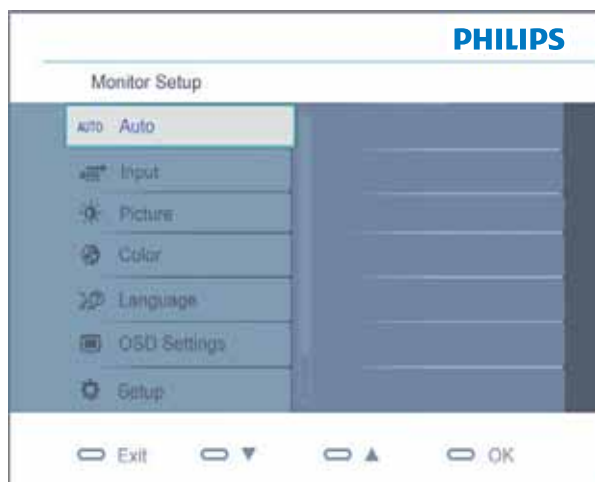 PHILIPS
Monitor Setup
AUTO Auto
Input
Picture
Color
Language
OSD Settings
Setup
Exit ▼ ▲ OK